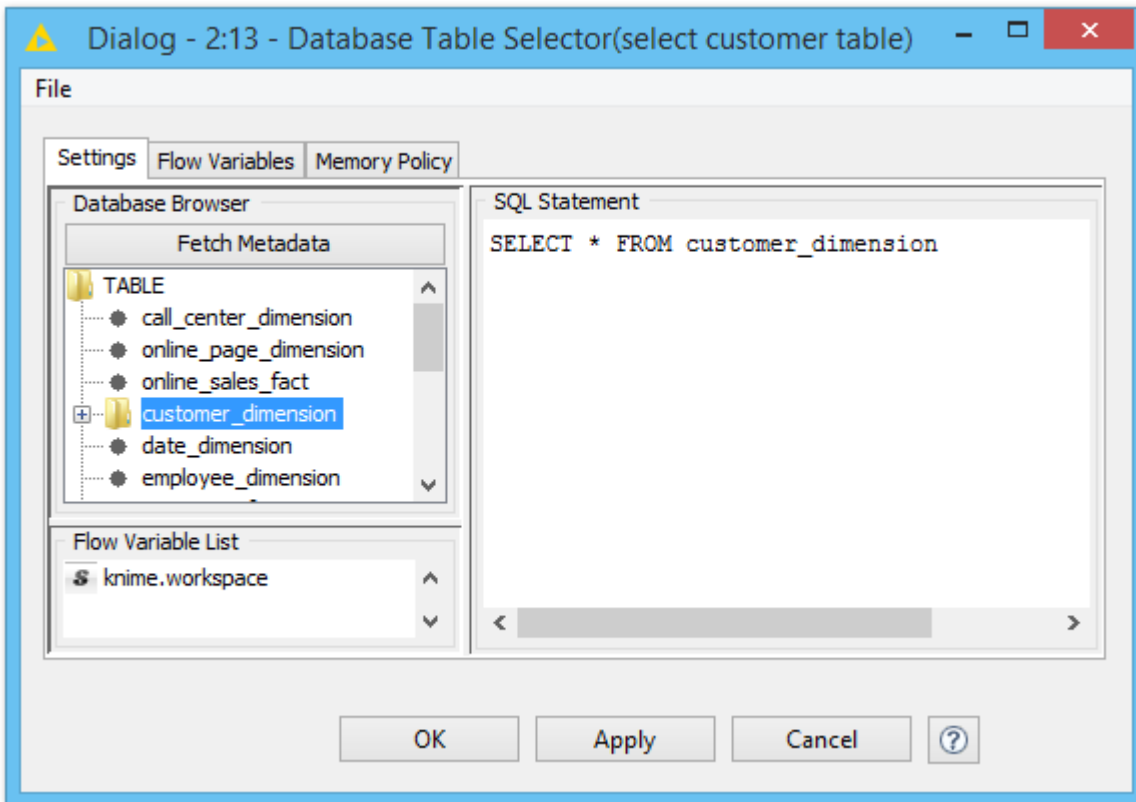 Dialog - 2:13 - Database Table Selector(select customer table)
File
Settings
Flow Variables
Memory Policy
Database Browser
Fetch Metadata
TABLE
call_center_dimension
online_page_dimension
online_sales_fact
customer_dimension
date_dimension
employee_dimension
Flow Variable List
s knime.workspace
SQL Statement
SELECT * FROM customer_dimension
OK
Apply
Cancel
?